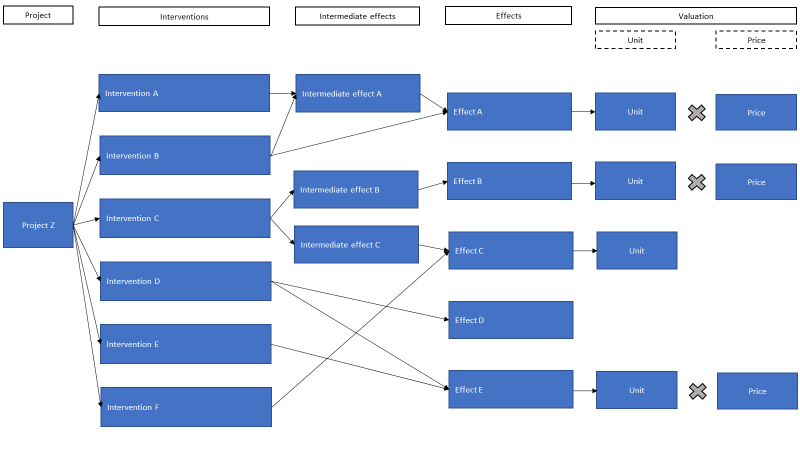 Project
Interventions
Intermediate effects
Effects
Valuation
Unit
Price
Intervention A
Intermediate effect A
Effect A
Unit
Price
Intervention B
Intermediate effect B
Effect B
Unit
Price
Project Z
Intervention C
Intermediate effect C
Effect C
Unit
Intervention D
Effect D
Intervention E
Effect E
Unit
Price
Intervention F